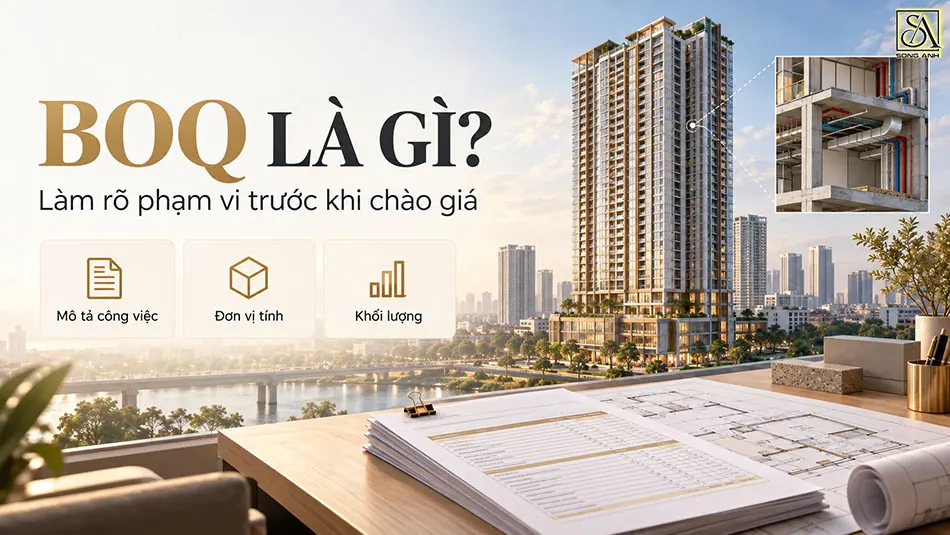 SA
SONG ANH
BOQ LÀ GÌ?
Làm rõ phạm vi trước khi chào giá
Mô tả công việc
Đơn vị tính
Khối lượng